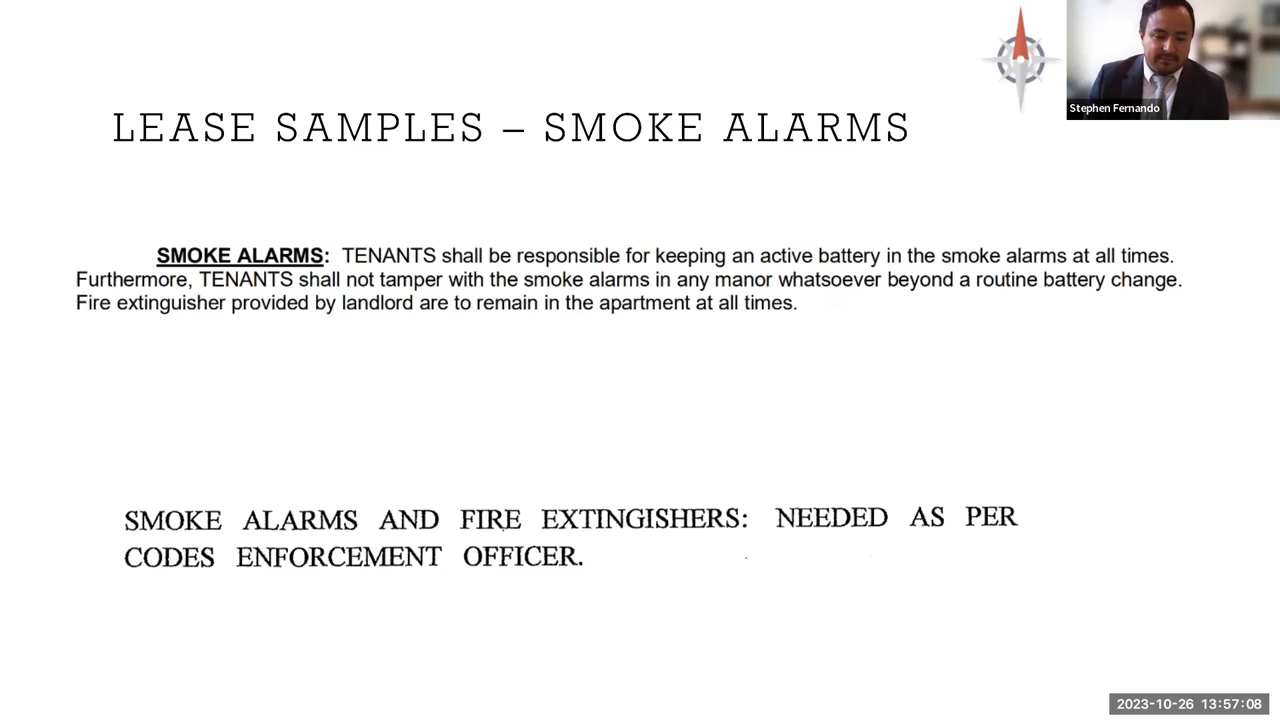 Stephen Fernando
LEASE SAMPLES – SMOKE ALARMS
SMOKE ALARMS: TENANTS shall be responsible for keeping an active battery in the smoke alarms at all times.
Furthermore, TENANTS shall not tamper with the smoke alarms in any manor whatsoever beyond a routine battery change.
Fire extinguisher provided by landlord are to remain in the apartment at all times.
SMOKE ALARMS AND FIRE EXTINGISHERS: NEEDED AS PER
CODES ENFORCEMENT OFFICER.
2023-10-26 13:57:08